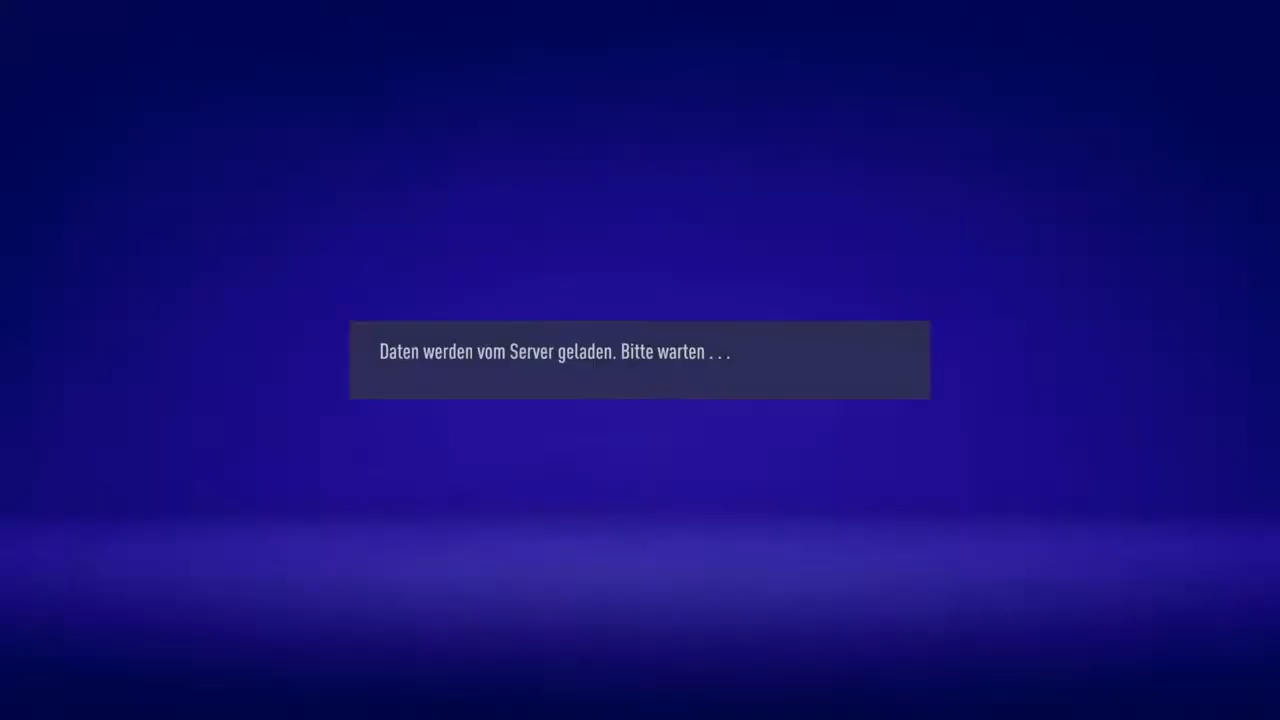 Daten werden vom Server geladen. Bitte warten . . .